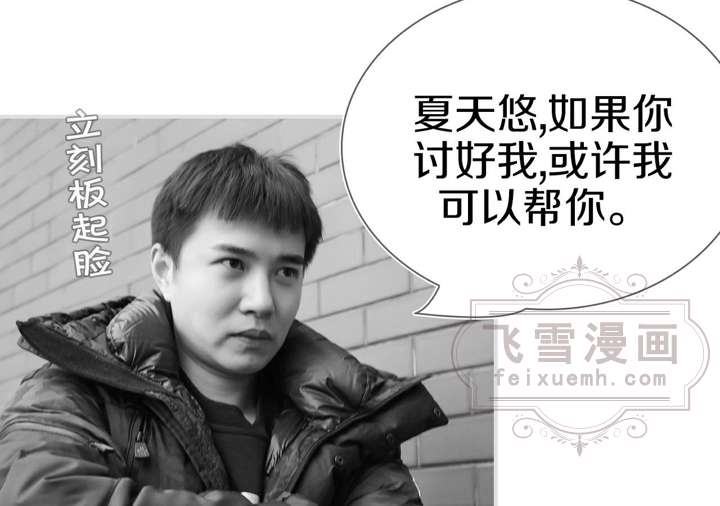 夏天悠,如果你
讨好我,或许我
可以帮你。
立刻板起脸
飞雪漫画
feixuemh.com